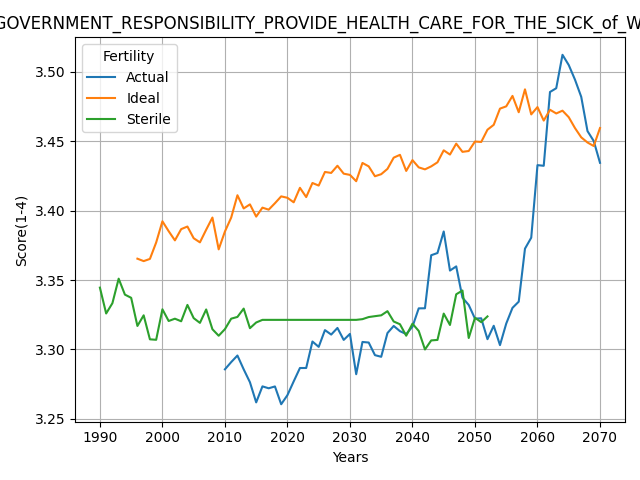 GOVERNMENT_RESPONSIBILITY_PROVIDE_HEALTH_CARE_FOR_THE_SICK_of_W
Fertility
Actual
Ideal
Sterile
Score(1-4)
3.50
3.45
3.40
3.35
3.30
3.25
1990 2000 2010 2020 2030 2040 2050 2060 2070
Years